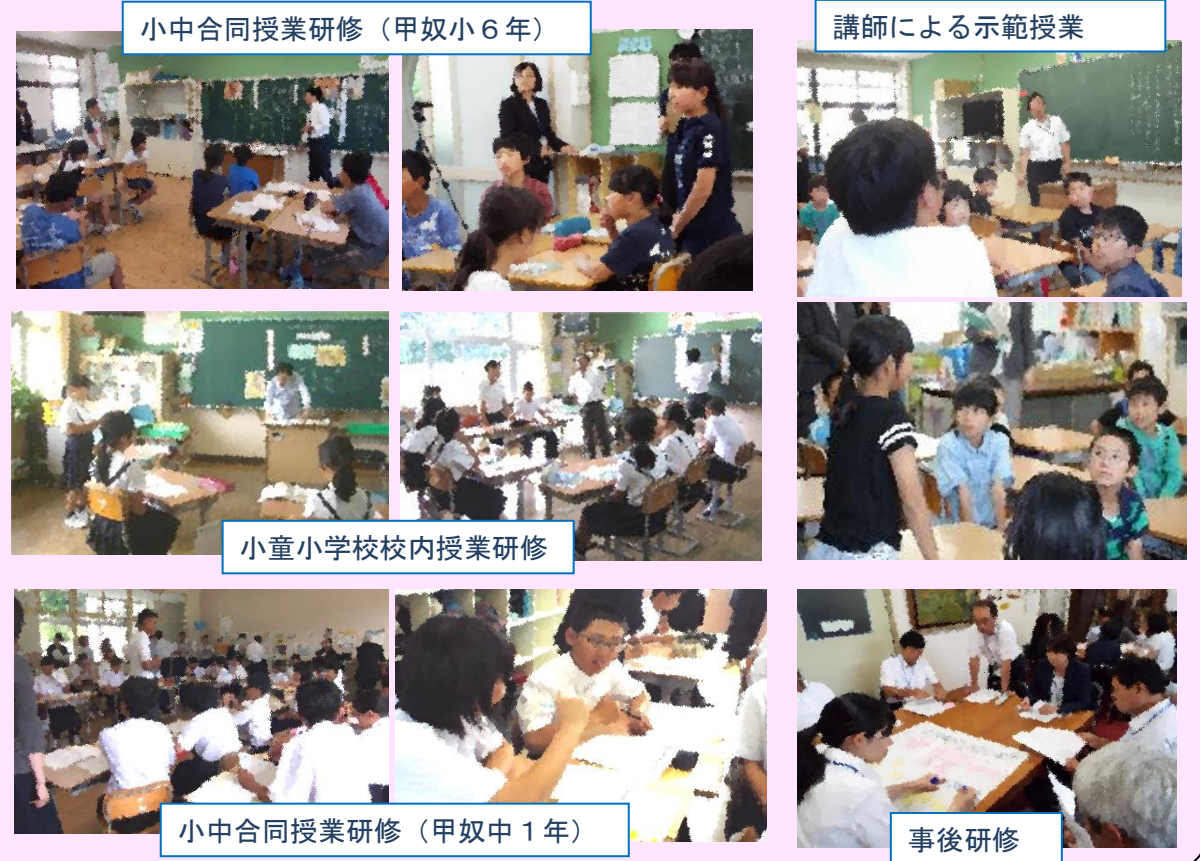 小中合同授業研修（甲奴小６年）
講師による示範授業
小童小学校校内授業研修
小中合同授業研修（甲奴中１年）
事後研修